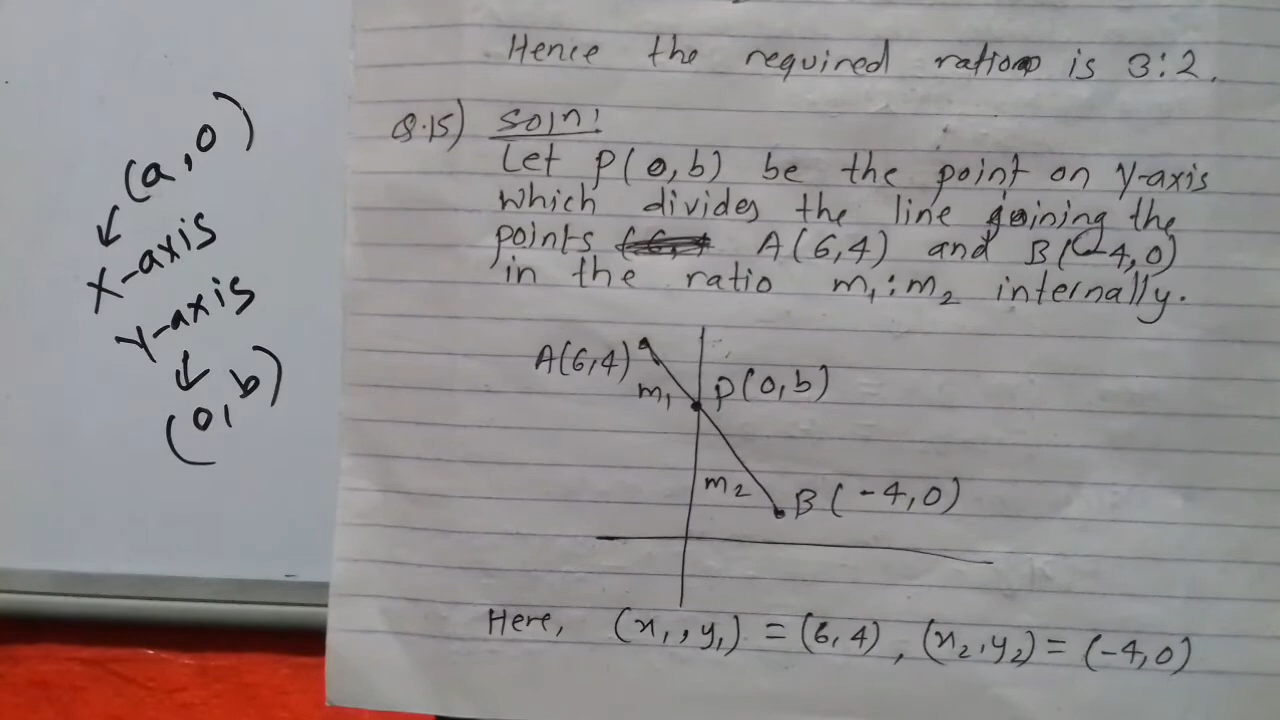 (a,0)
↓
X-axis
Y-axis
↓
(0,b)
Hence the required ratio is 3:2.
Q.15) Soln:
Let P(0,b) be the point on Y-axis
which divides the line joining the
points A(6,4) and B(-4,0)
in the ratio m₁:m₂ internally.
A(6,4)
m₁ P(0,b)
m₂ B(-4,0)
Here, (x₁,y₁) = (6,4), (x₂,y₂) = (-4,0)